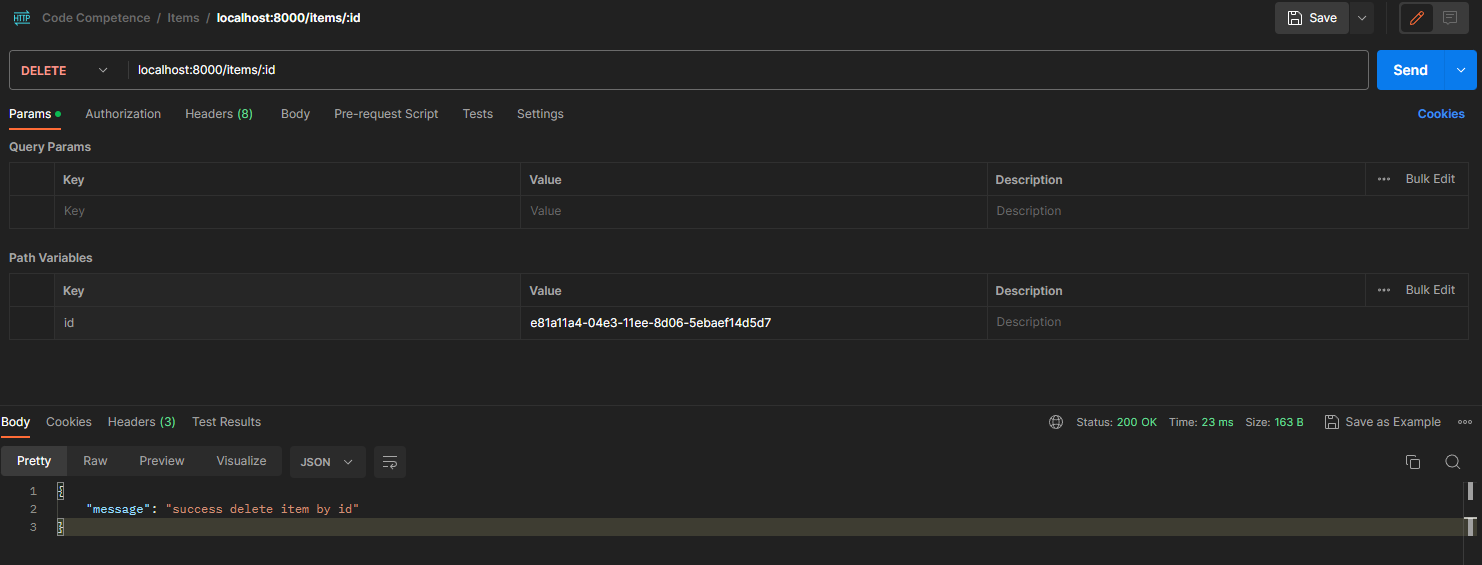 HTTP Code Competence / Items / localhost:8000/items/:id Save
DELETE localhost:8000/items/:id Send
Params Authorization Headers (8) Body Pre-request Script Tests Settings Cookies
Query Params
Key Value Description ••• Bulk Edit
Key Value Description
Path Variables
Key Value Description ••• Bulk Edit
id e81a11a4-04e3-11ee-8d06-5ebaef14d5d7 Description
Body Cookies Headers (3) Test Results Status: 200 OK Time: 23 ms Size: 163 B Save as Example
Pretty Raw Preview Visualize JSON
1 {
2 "message": "success delete item by id"
3 }